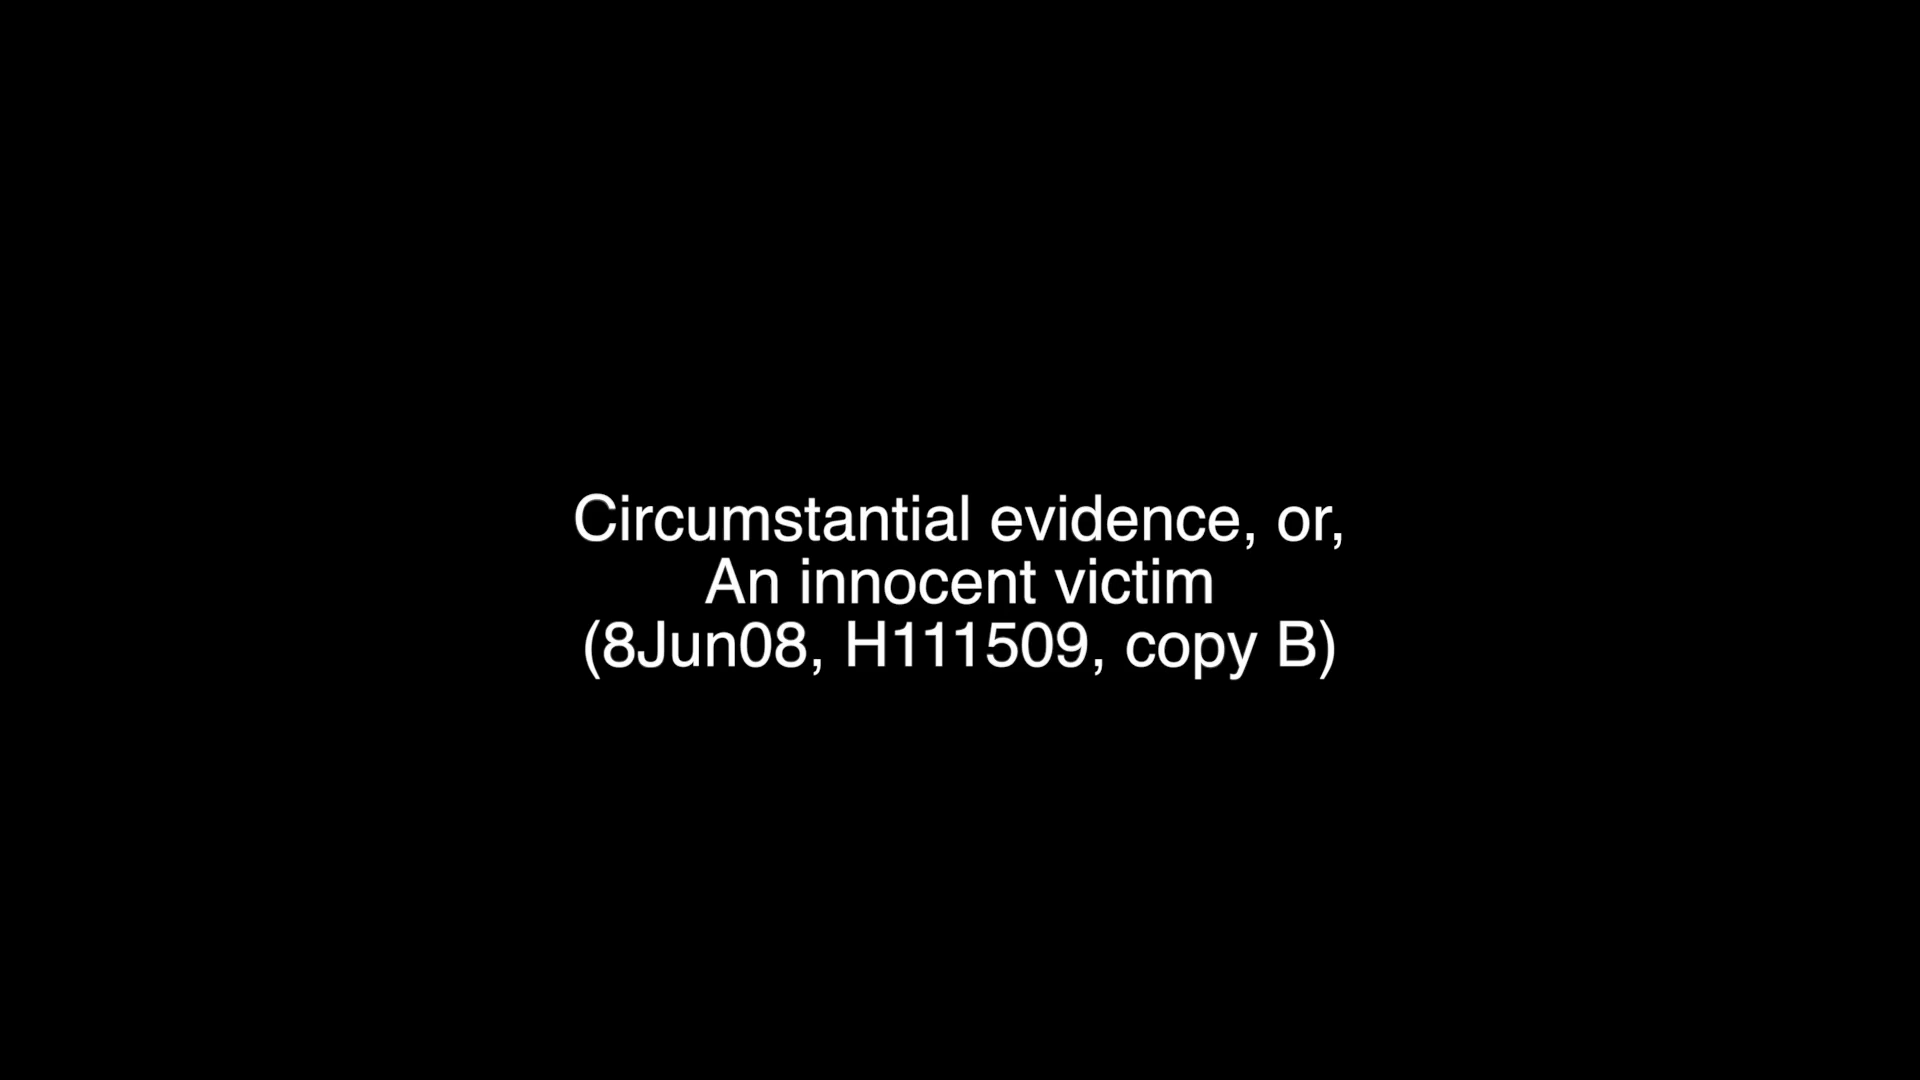 Circumstantial evidence, or,
An innocent victim
(8Jun08, H111509, copy B)